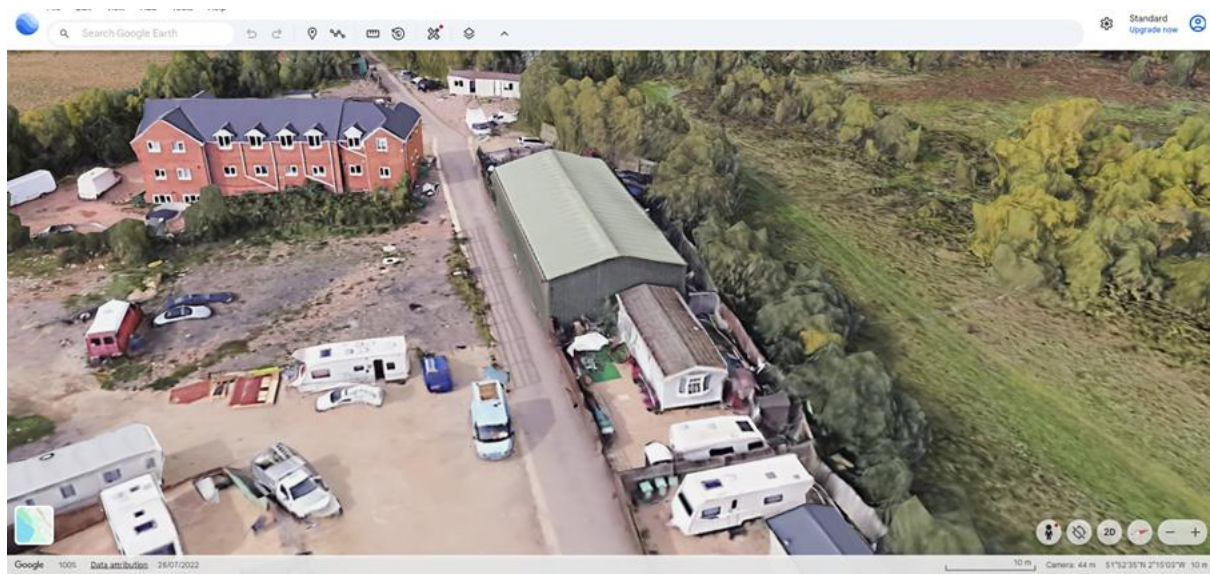 Search Google Earth
Standard
Upgrade now
2D
Google 100% Data attribution 28/07/2022
10 m Camera: 44 m 51°52'35"N 2°15'03"W 10 m